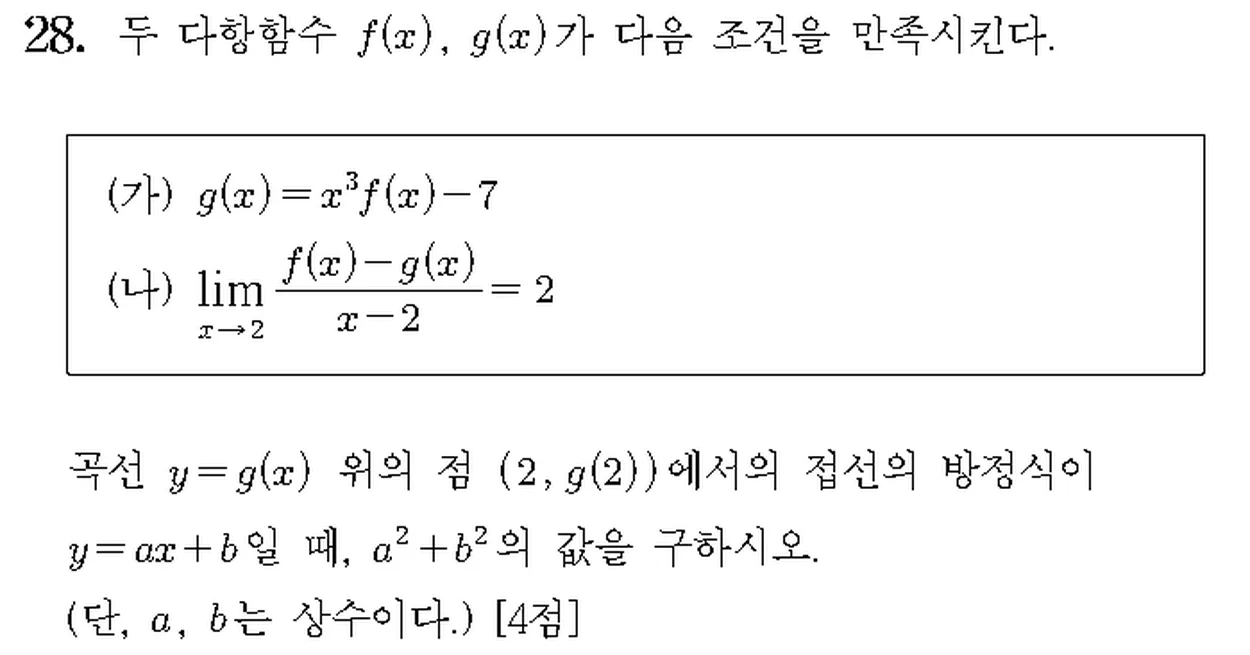 28. 두 다항함수 f(x), g(x)가 다음 조건을 만족시킨다.
(가) g(x)=x³f(x)-7
(나) lim_{x→2} \frac{f(x)-g(x)}{x-2} = 2
곡선 y=g(x) 위의 점 (2, g(2))에서의 접선의 방정식이
y=ax+b일 때, a²+b²의 값을 구하시오.
(단, a, b는 상수이다.) [4점]